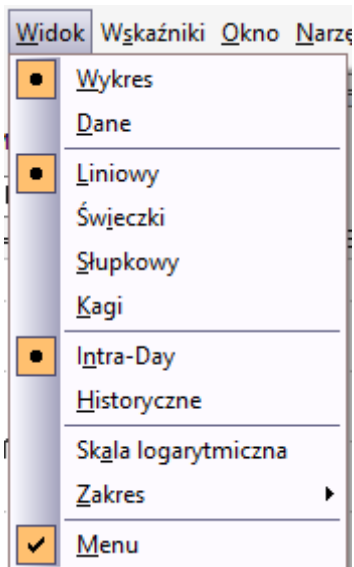 Widok Wskaźniki Okno Narzę
Wykres
Dane
Liniowy
Świeczki
Słupkowy
Kagi
Intra-Day
Historyczne
Skala logarytmiczna
Zakres
Menu